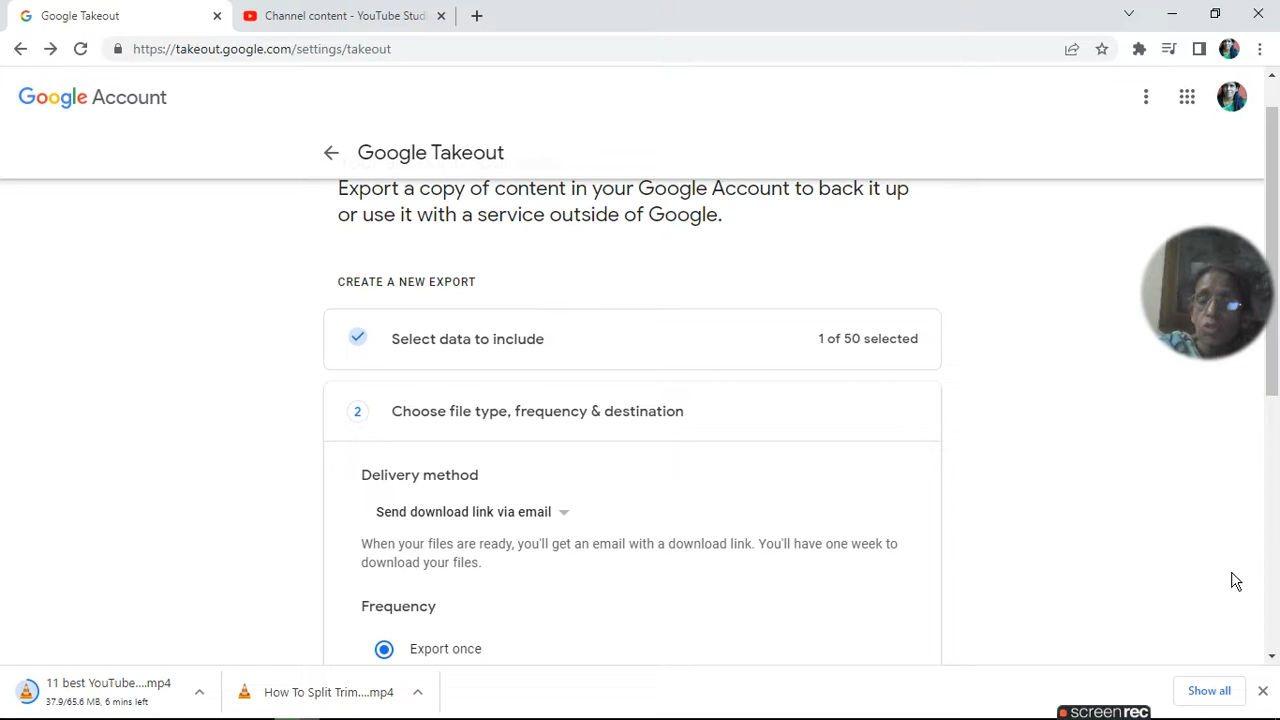 Google Takeout
Channel content - YouTube Studi
https://takeout.google.com/settings/takeout
Google Account
Google Takeout
Export a copy of content in your Google Account to back it up
or use it with a service outside of Google.
CREATE A NEW EXPORT
Select data to include
1 of 50 selected
2
Choose file type, frequency & destination
Delivery method
Send download link via email
When your files are ready, you'll get an email with a download link. You'll have one week to
download your files.
Frequency
Export once
11 best YouTube....mp4
37.9/65.6 MB, 6 mins left
How To Split Trim....mp4
Show all
screenrec